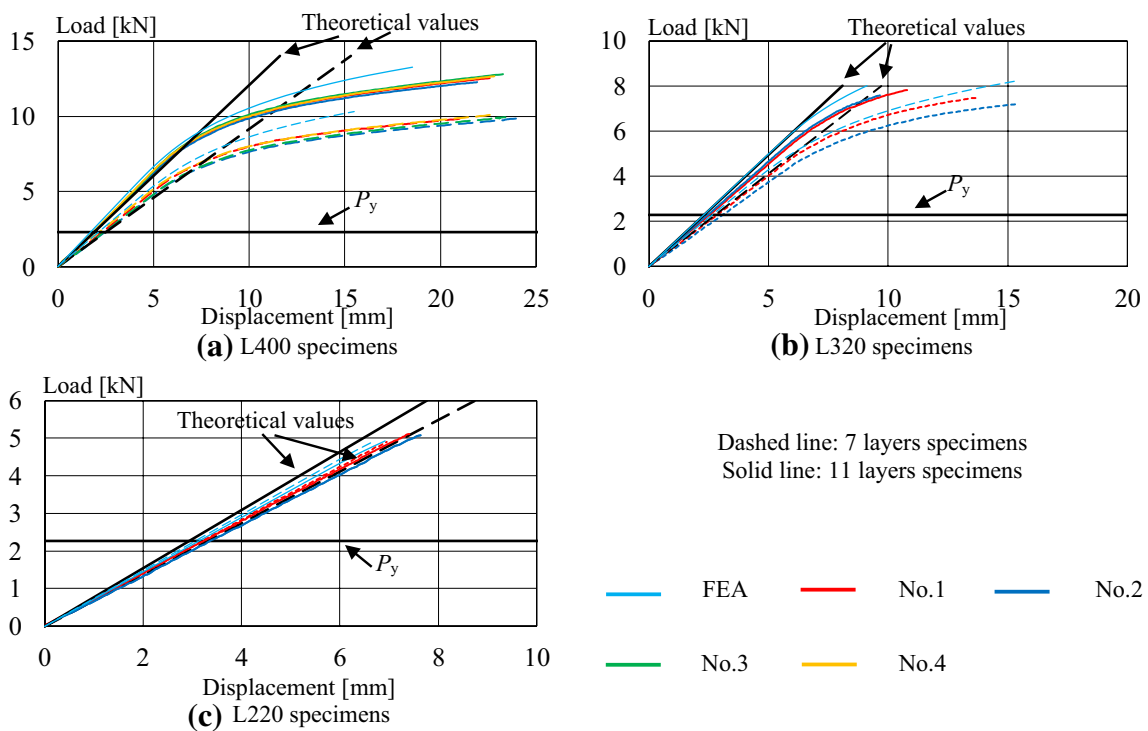 Load [kN]
Theoretical values
15
10
5
0
P_y
0 5 10 15 20 25
Displacement [mm]
(a) L400 specimens
Load [kN]
Theoretical values
10
8
6
4
2
0
P_y
0 5 10 15 20
Displacement [mm]
(b) L320 specimens
Load [kN]
Theoretical values
6
5
4
3
2
1
0
P_y
0 2 4 6 8 10
Displacement [mm]
(c) L220 specimens
Dashed line: 7 layers specimens
Solid line: 11 layers specimens
FEA No.1 No.2
No.3 No.4